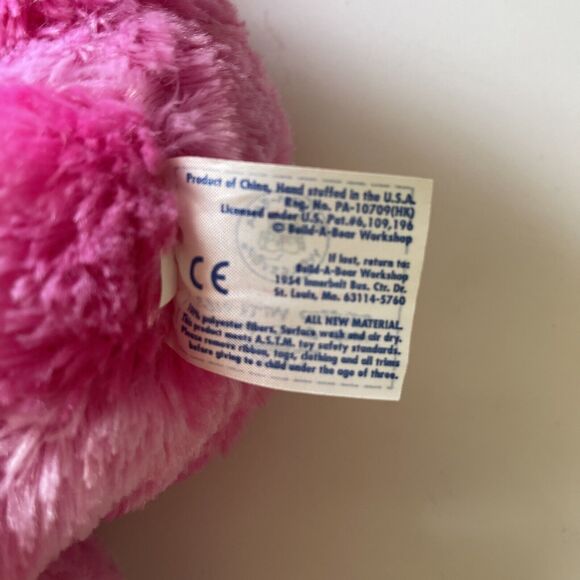 Product of China, Hand stuffed in the U.S.A.
Reg. No. PA-10709(HK)
Licensed under U.S. Pat.#6,109,196
© Build-A-Bear Workshop
If lost, return to:
Build-A-Bear Workshop
1954 Innerbelt Bus. Ctr. Dr.
St. Louis, Mo. 63114-5760
CE
ALL NEW MATERIAL.
polyester fibers. Surface wash and air dry.
This product meets A.S.T.M. toy safety standards.
Please remove ribbon, tags, clothing and all trims
before giving to a child under the age of three.